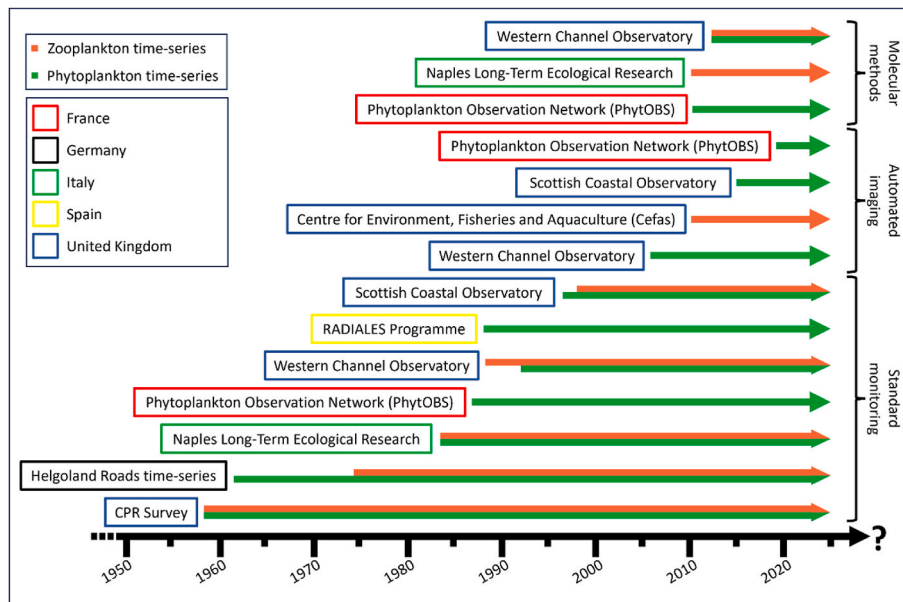 Zooplankton time-series
Phytoplankton time-series
France
Germany
Italy
Spain
United Kingdom
Western Channel Observatory
Naples Long-Term Ecological Research
Phytoplankton Observation Network (PhytOBS)
Molecular
methods
Phytoplankton Observation Network (PhytOBS)
Scottish Coastal Observatory
Centre for Environment, Fisheries and Aquaculture (Cefas)
Western Channel Observatory
Automated
imaging
Scottish Coastal Observatory
RADIALES Programme
Western Channel Observatory
Phytoplankton Observation Network (PhytOBS)
Naples Long-Term Ecological Research
Helgoland Roads time-series
CPR Survey
Standard
monitoring
?
1950 1960 1970 1980 1990 2000 2010 2020